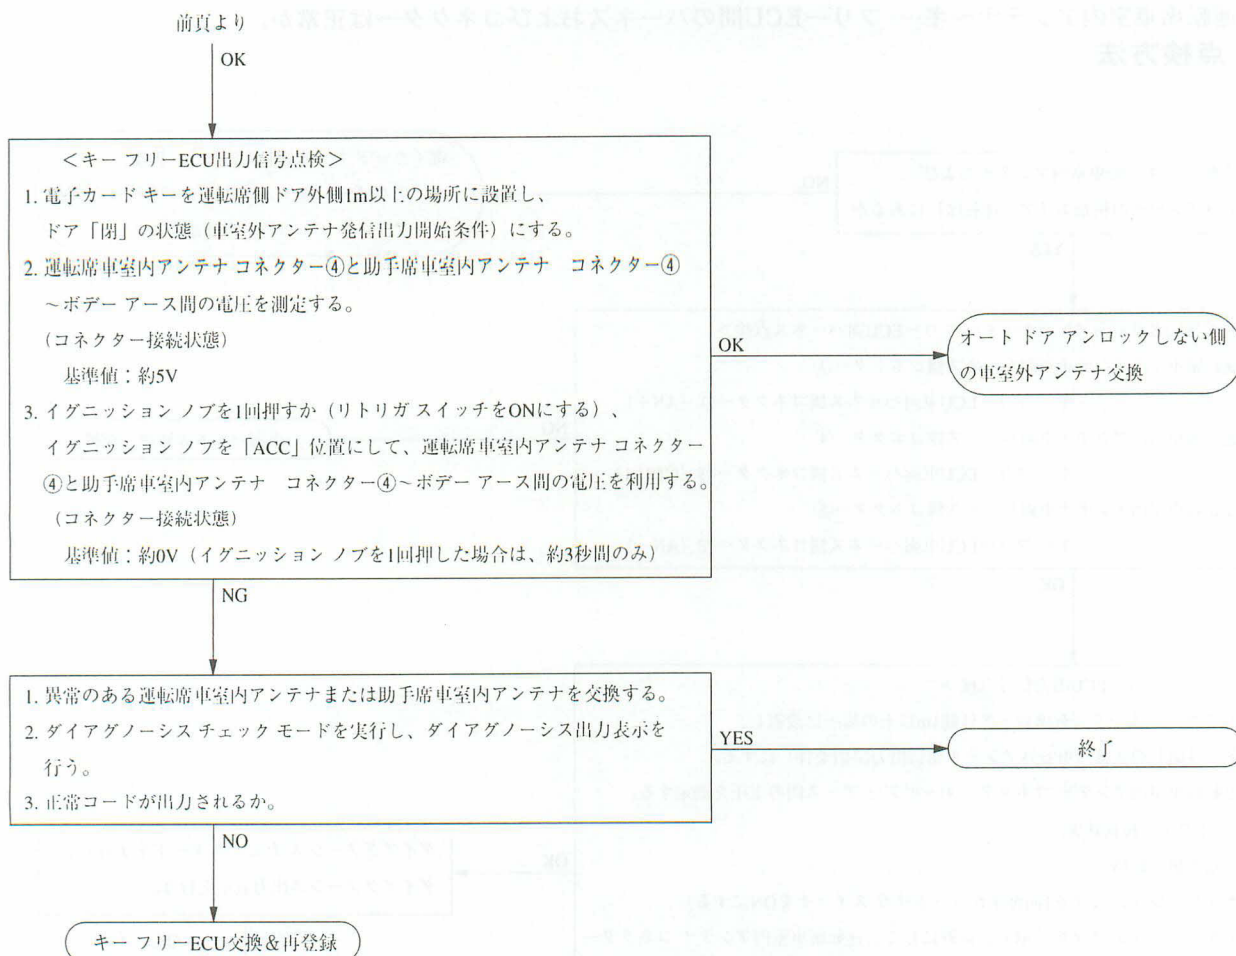 前頁より
OK
<キー フリーECU出力信号点検>
1. 電子カード キーを運転席側ドア外側1m以上の場所に設置し、
ドア「閉」の状態（車室外アンテナ発信出力開始条件）にする。
2. 運転席車室内アンテナ コネクター④と助手席車室内アンテナ　コネクター④
～ボデー アース間の電圧を測定する。
（コネクター接続状態）
基準値：約5V
3. イグニッション ノブを1回押すか（リトリガ スイッチをONにする）、
イグニッション ノブを「ACC」位置にして、運転席車室内アンテナ コネクター
④と助手席車室内アンテナ　コネクター④～ボデー アース間の電圧を利用する。
（コネクター接続状態）
基準値：約0V（イグニッション ノブを1回押した場合は、約3秒間のみ）
OK
オート ドア アンロックしない側
の車室外アンテナ交換
NG
1. 異常のある運転席車室内アンテナまたは助手席車室内アンテナを交換する。
2. ダイアグノーシス チェック モードを実行し、ダイアグノーシス出力表示を
行う。
3. 正常コードが出力されるか。
YES
終了
NO
キー フリーECU交換＆再登録